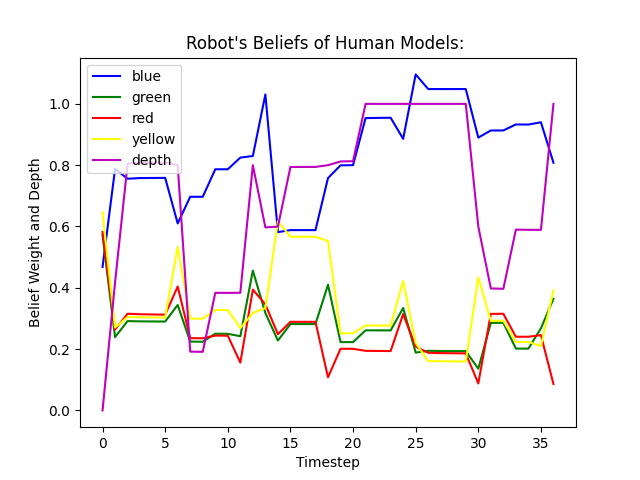 Robot's Beliefs of Human Models:
blue
green
red
yellow
depth
Belief Weight and Depth
1.0
0.8
0.6
0.4
0.2
0.0
0 5 10 15 20 25 30 35
Timestep